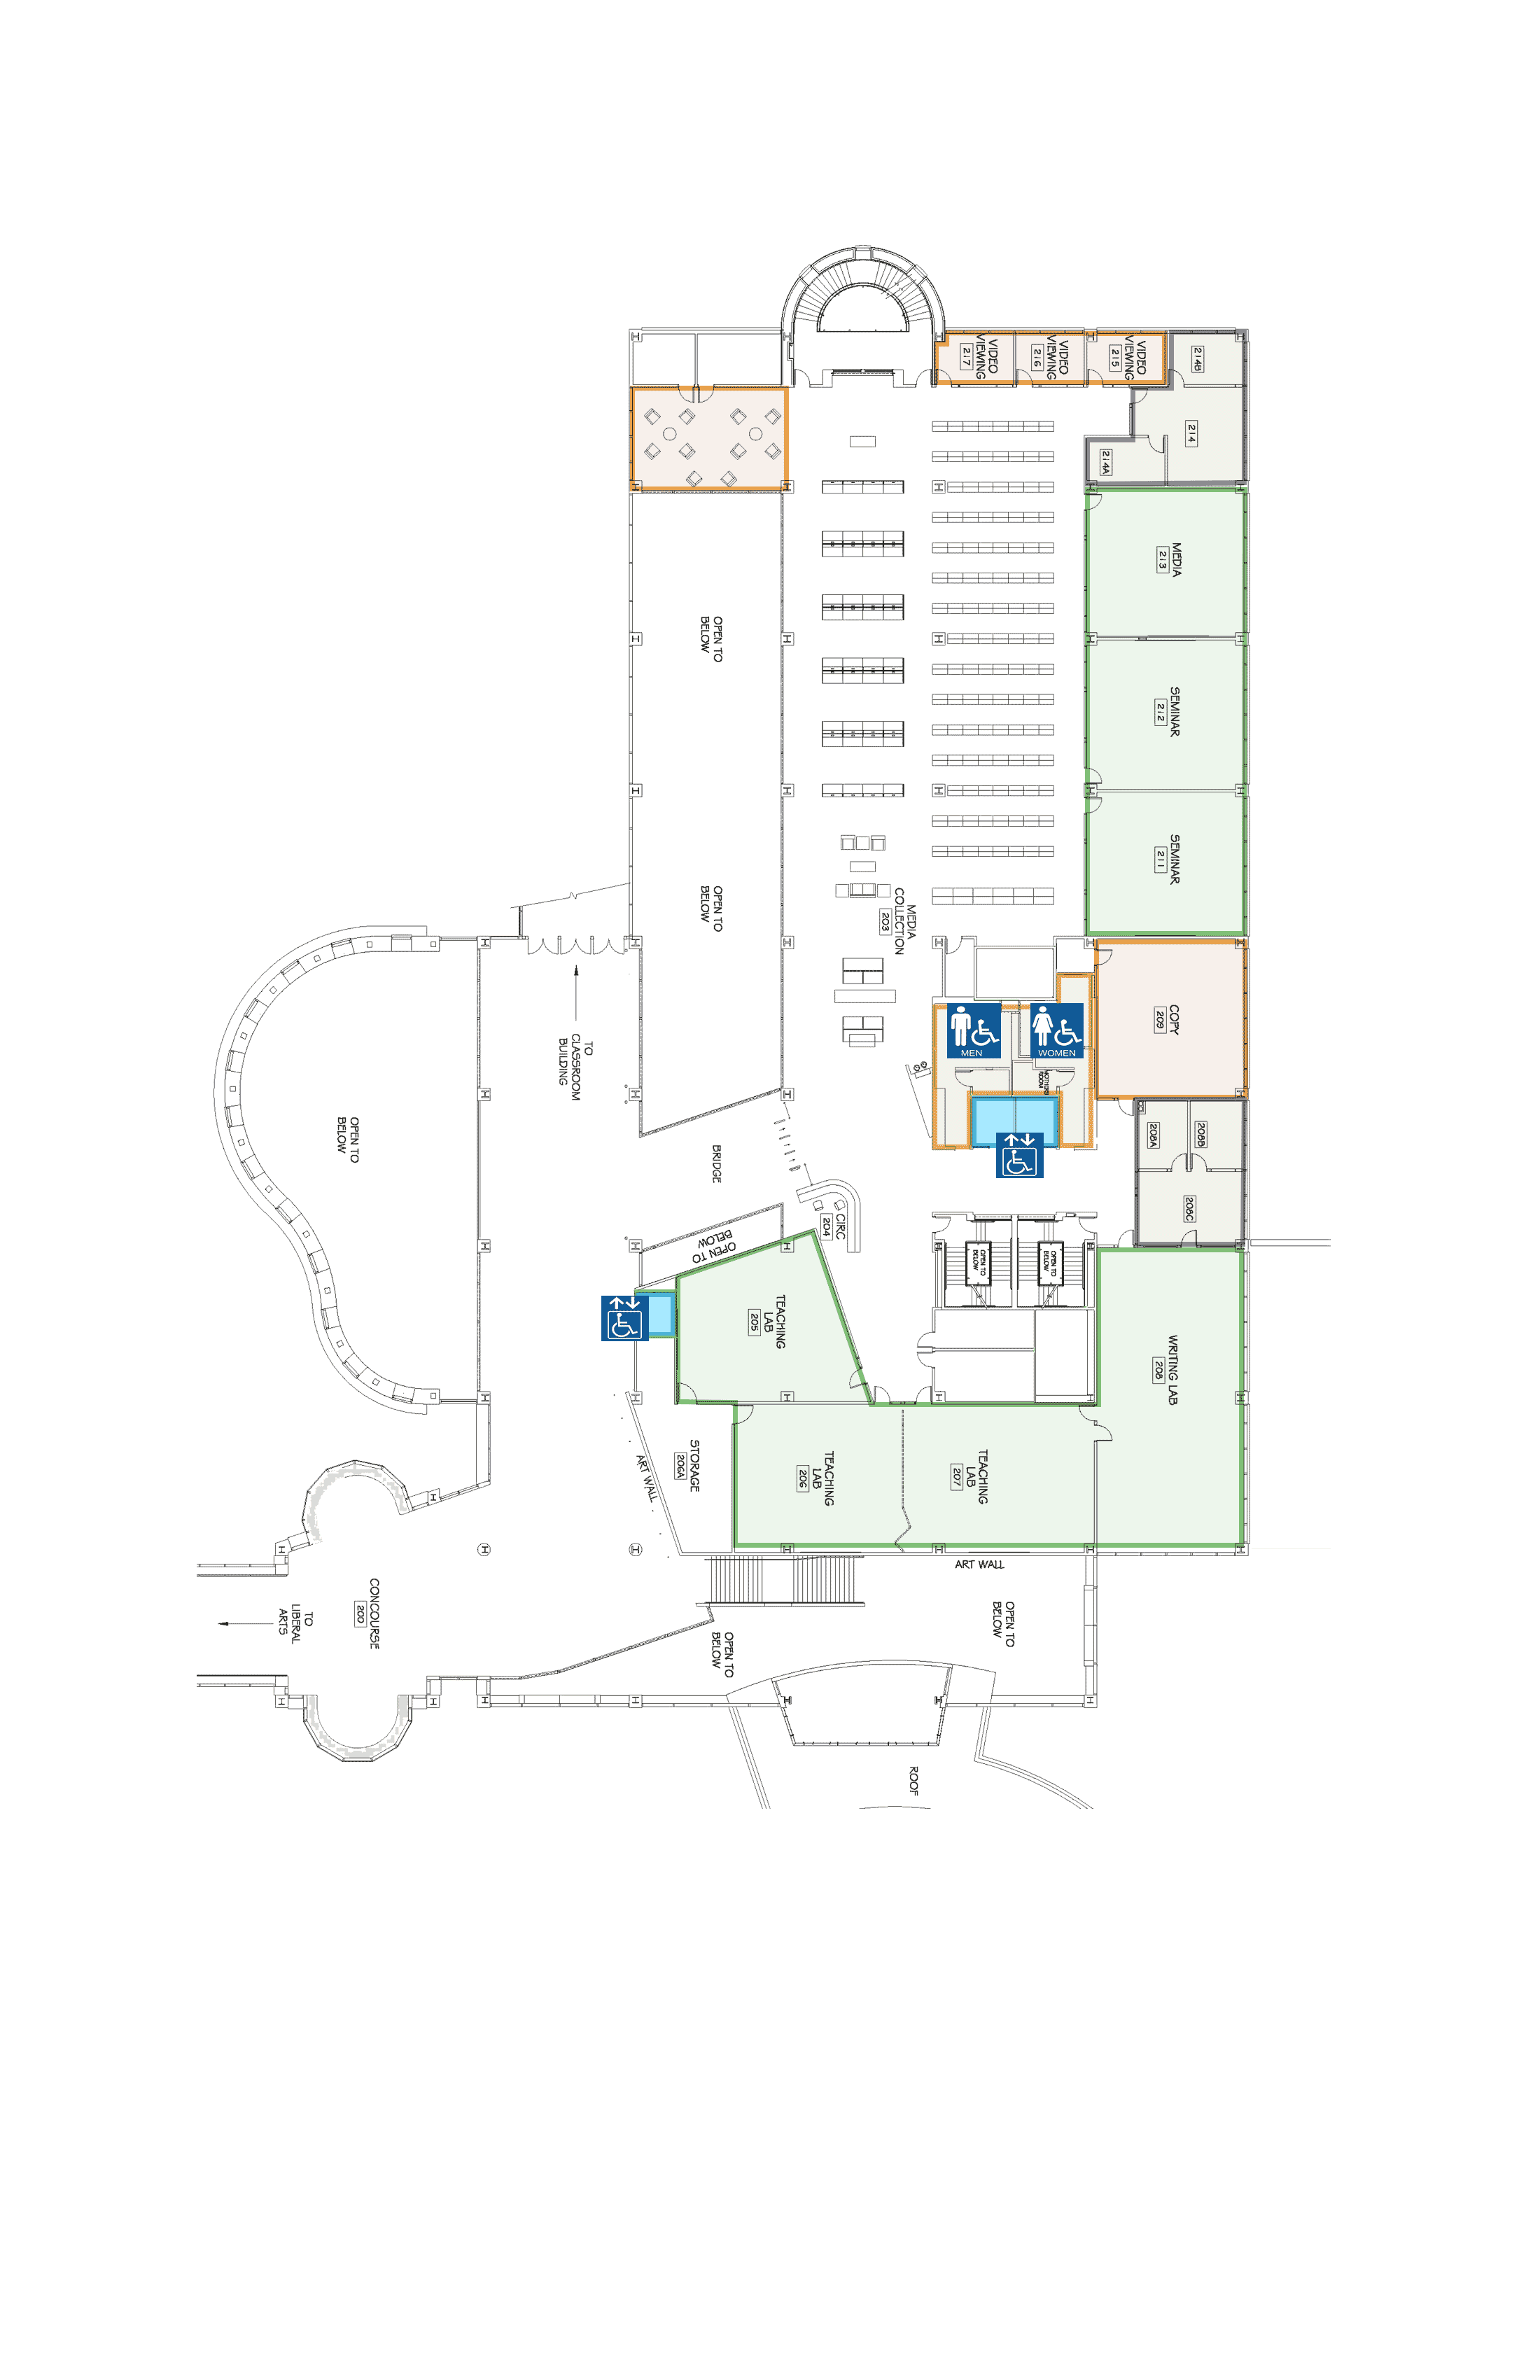 VIDEO
VIEWING
217
VIDEO
VIEWING
216
VIDEO
VIEWING
215
214B
214
214A
MEDIA
213
OPEN TO
BELOW
SEMINAR
212
SEMINAR
211
OPEN TO
BELOW
MEDIA
COLLECTION
203
COPY
209
MEN
WOMEN
MOTHERS
ROOM
TO
CLASSROOM
BUILDING
OPEN TO
BELOW
208A
208B
BRIDGE
208C
CIRC
204
OPEN TO
BELOW
OPEN TO
BELOW
OPEN TO
BELOW
TEACHING
LAB
205
WRITING LAB
208
STORAGE
206A
ART WALL
TEACHING
LAB
206
TEACHING
LAB
207
ART WALL
CONCOURSE
200
TO
LIBERAL
ARTS
OPEN TO
BELOW
OPEN TO
BELOW
ROOF